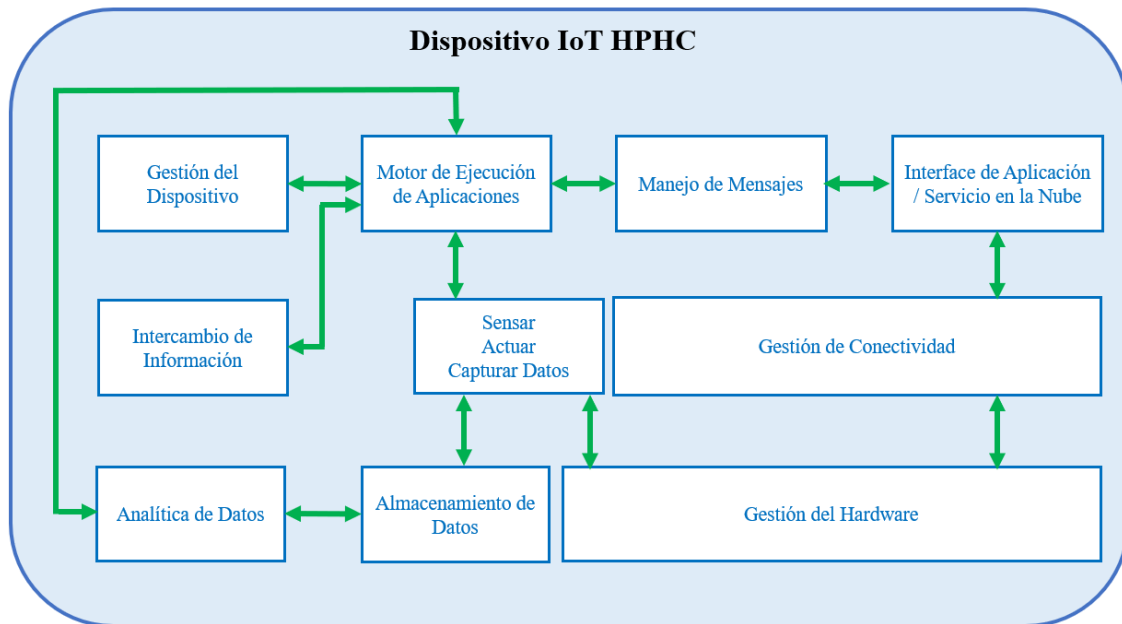 Dispositivo IoT HPHC
Gestión del
Dispositivo
Motor de Ejecución
de Aplicaciones
Manejo de Mensajes
Interface de Aplicación
/ Servicio en la Nube
Intercambio de
Información
Sensar
Actuar
Capturar Datos
Gestión de Conectividad
Analítica de Datos
Almacenamiento de
Datos
Gestión del Hardware